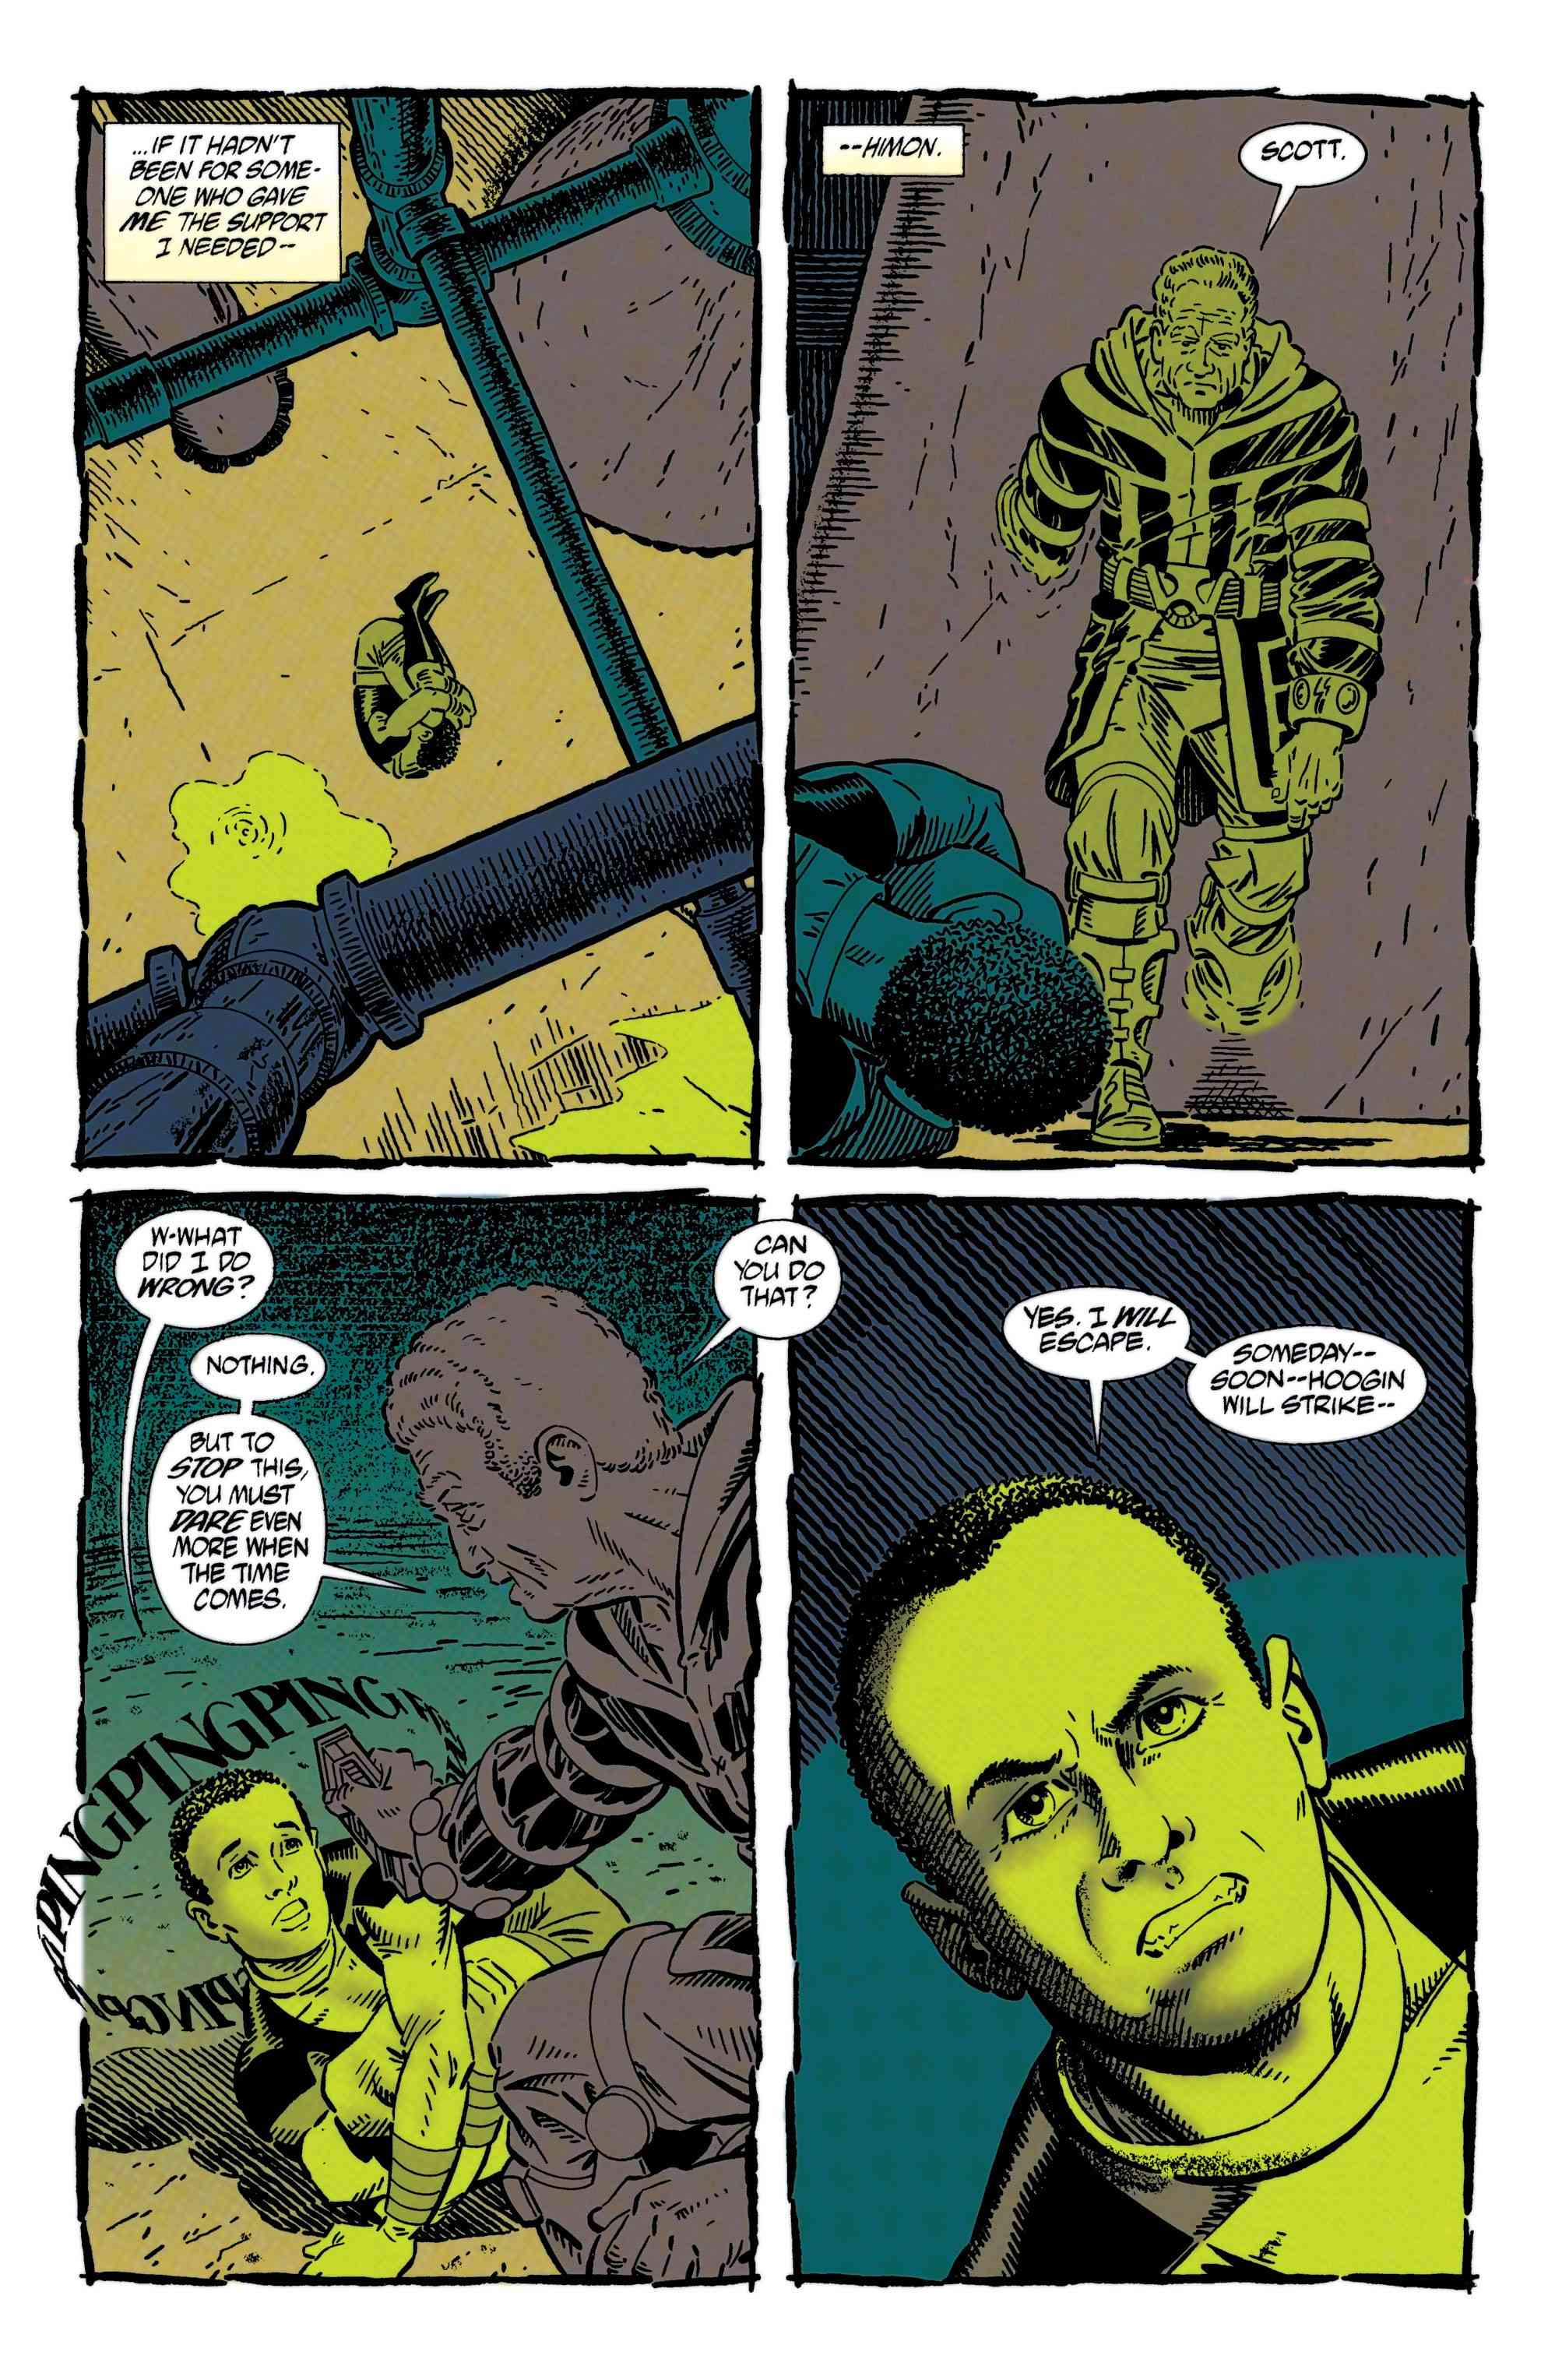 ...IF IT HADN'T
BEEN FOR SOME-
ONE WHO GAVE
ME THE SUPPORT
I NEEDED--
--HIMON.
SCOTT.
W-WHAT
DID I DO
WRONG?
NOTHING.
BUT TO
STOP THIS,
YOU MUST
DARE EVEN
MORE WHEN
THE TIME
COMES.
CAN
YOU DO
THAT?
PINGPINGPINGPING
YES. I WILL
ESCAPE.
SOMEDAY--
SOON--HOOGIN
WILL STRIKE--